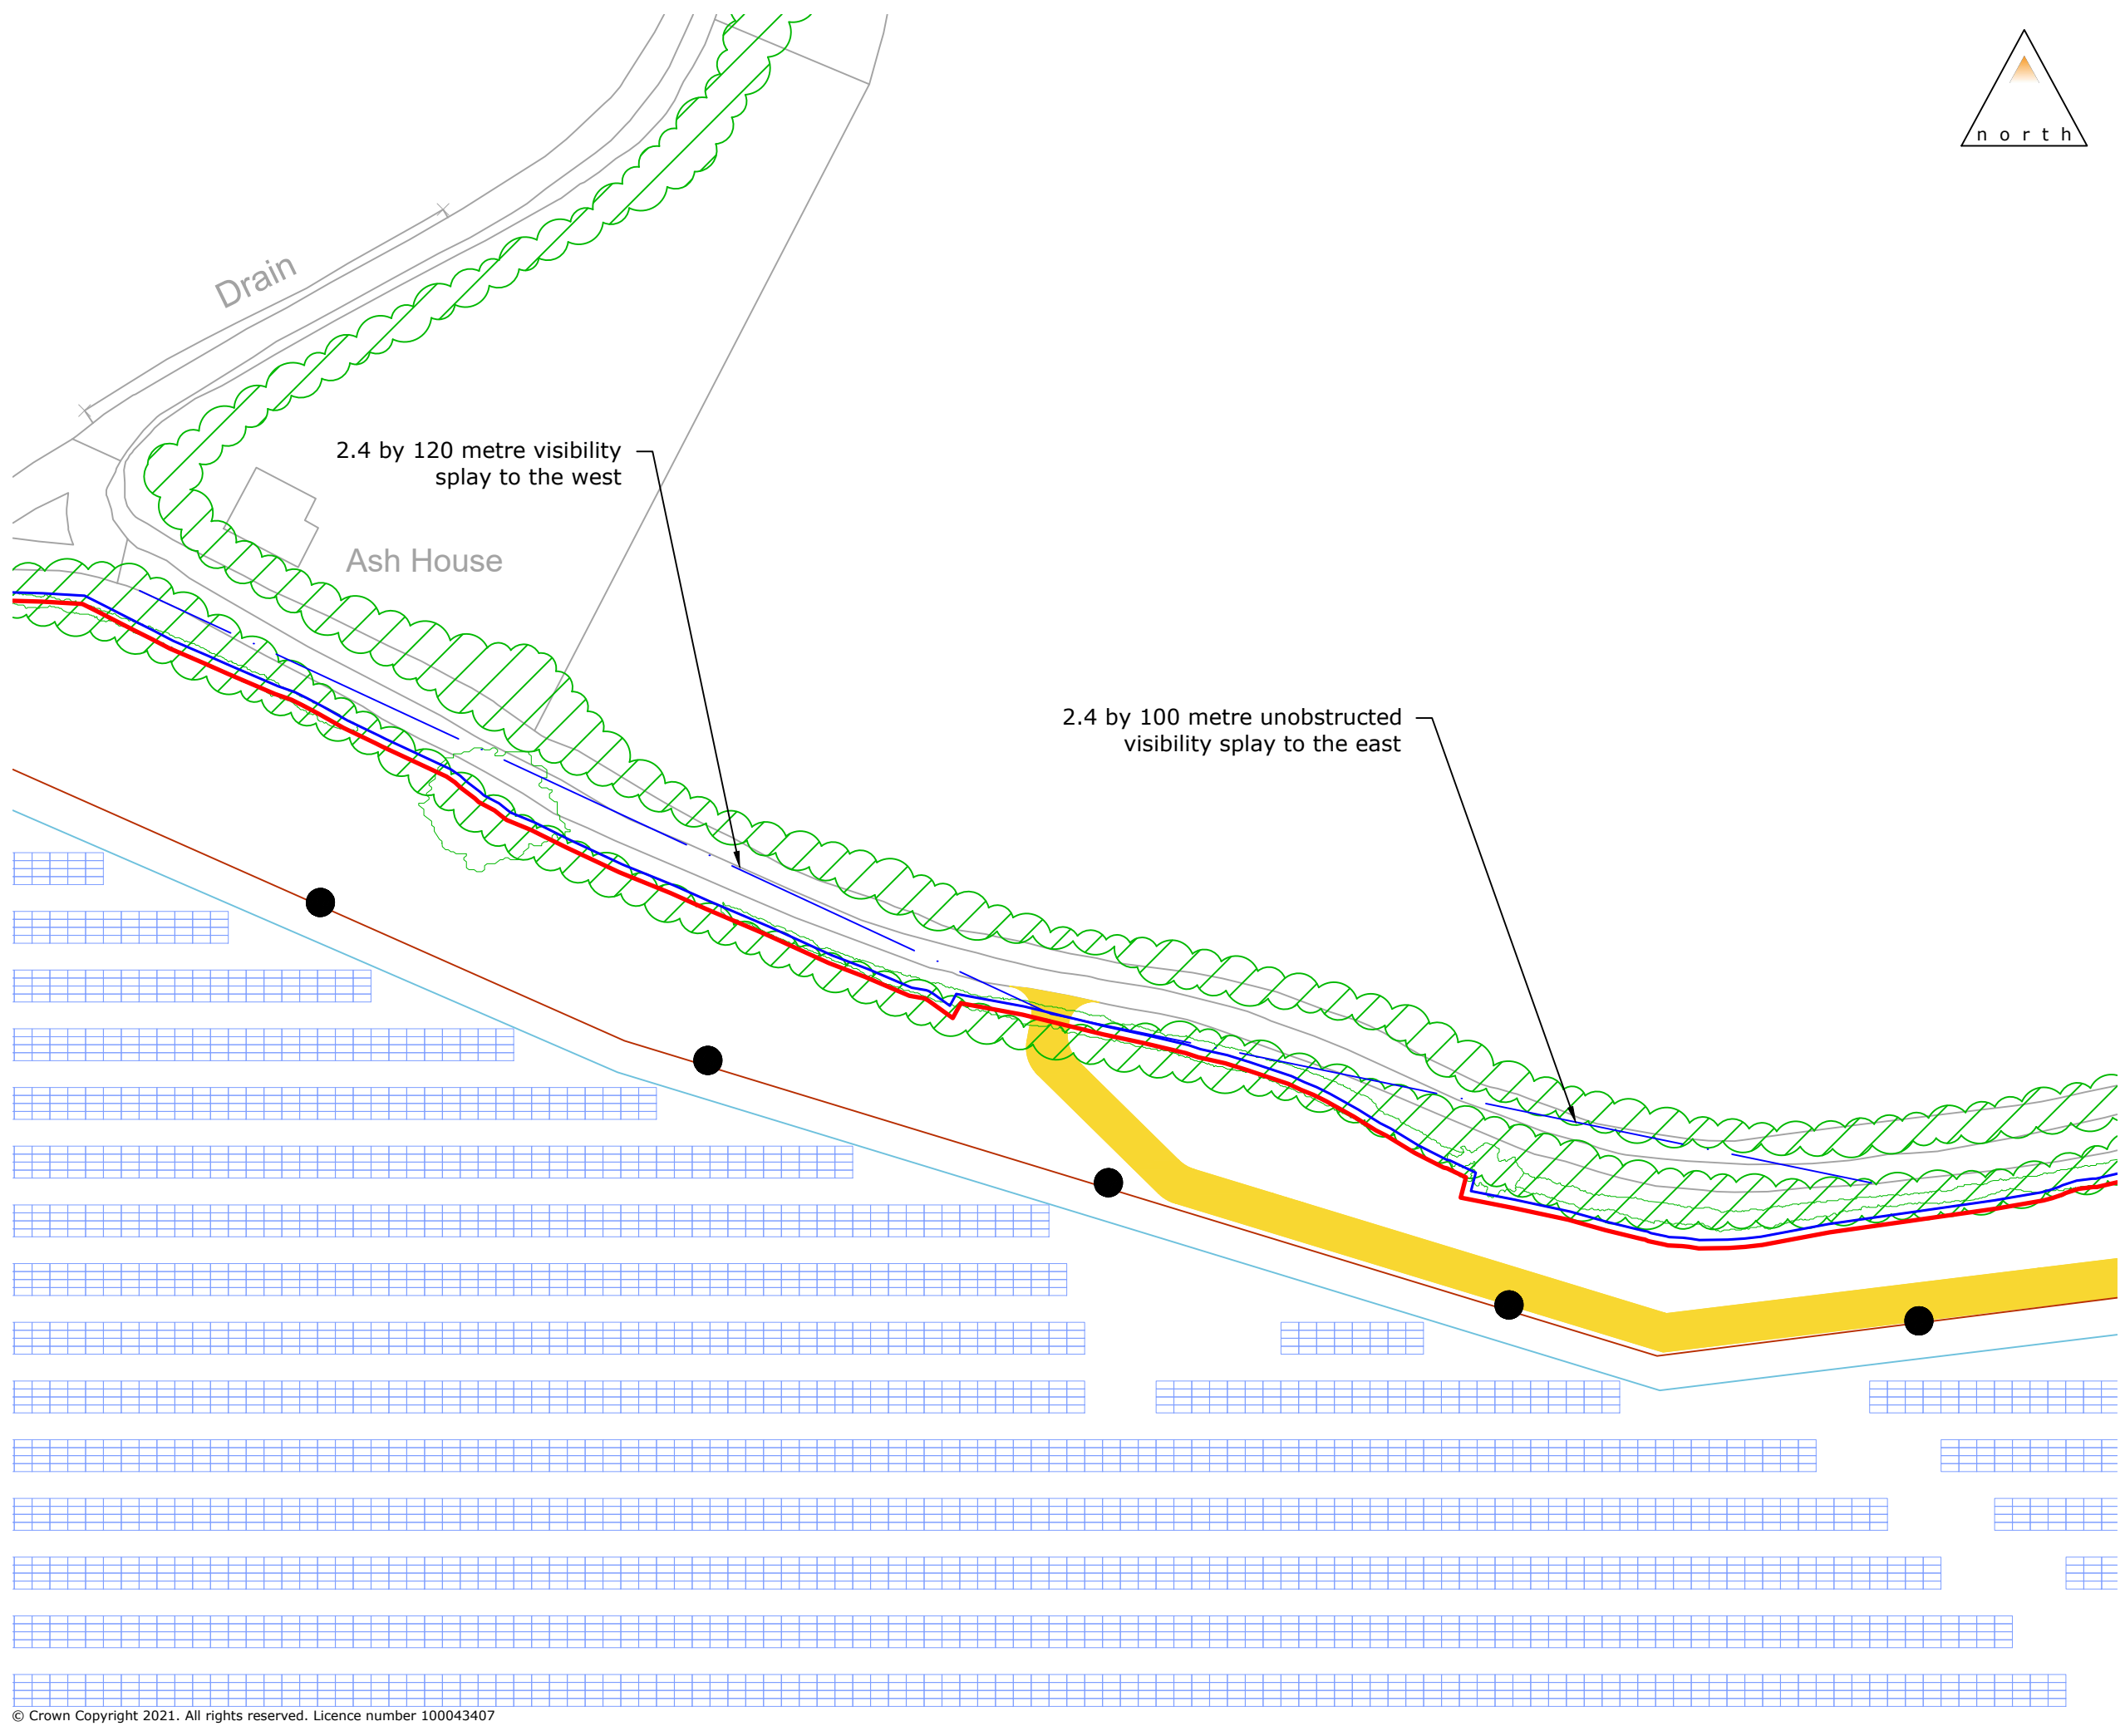 north
Drain
2.4 by 120 metre visibility
splay to the west
Ash House
2.4 by 100 metre unobstructed
visibility splay to the east
© Crown Copyright 2021. All rights reserved. Licence number 100043407